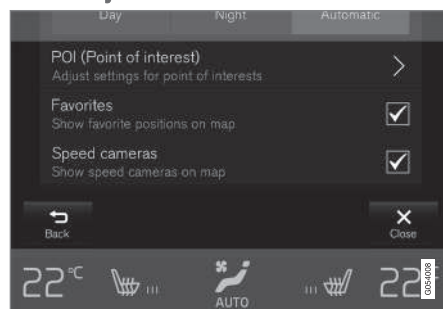 Day Night Automatic
POI (Point of interest)
Adjust settings for point of interests
Favorites
Show favorite positions on map
Speed cameras
Show speed cameras on map
Back Close
22°C AUTO 22
G054008